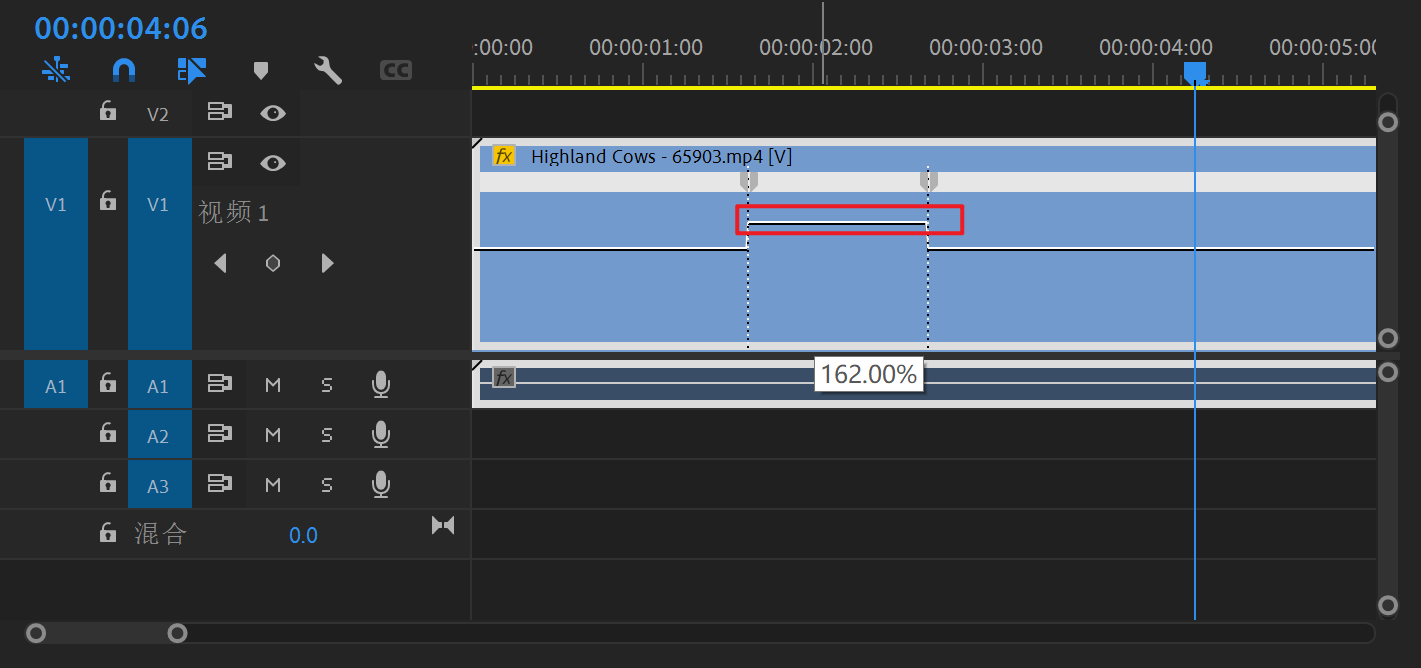 00:00:04:06
:00:00 00:00:01:00 00:00:02:00 00:00:03:00 00:00:04:00 00:00:05:00
CC
V2
fx Highland Cows - 65903.mp4 [V]
V1 V1
视频 1
162.00%
A1 A1 M S fx
A2 M S
A3 M S
混合 0.0